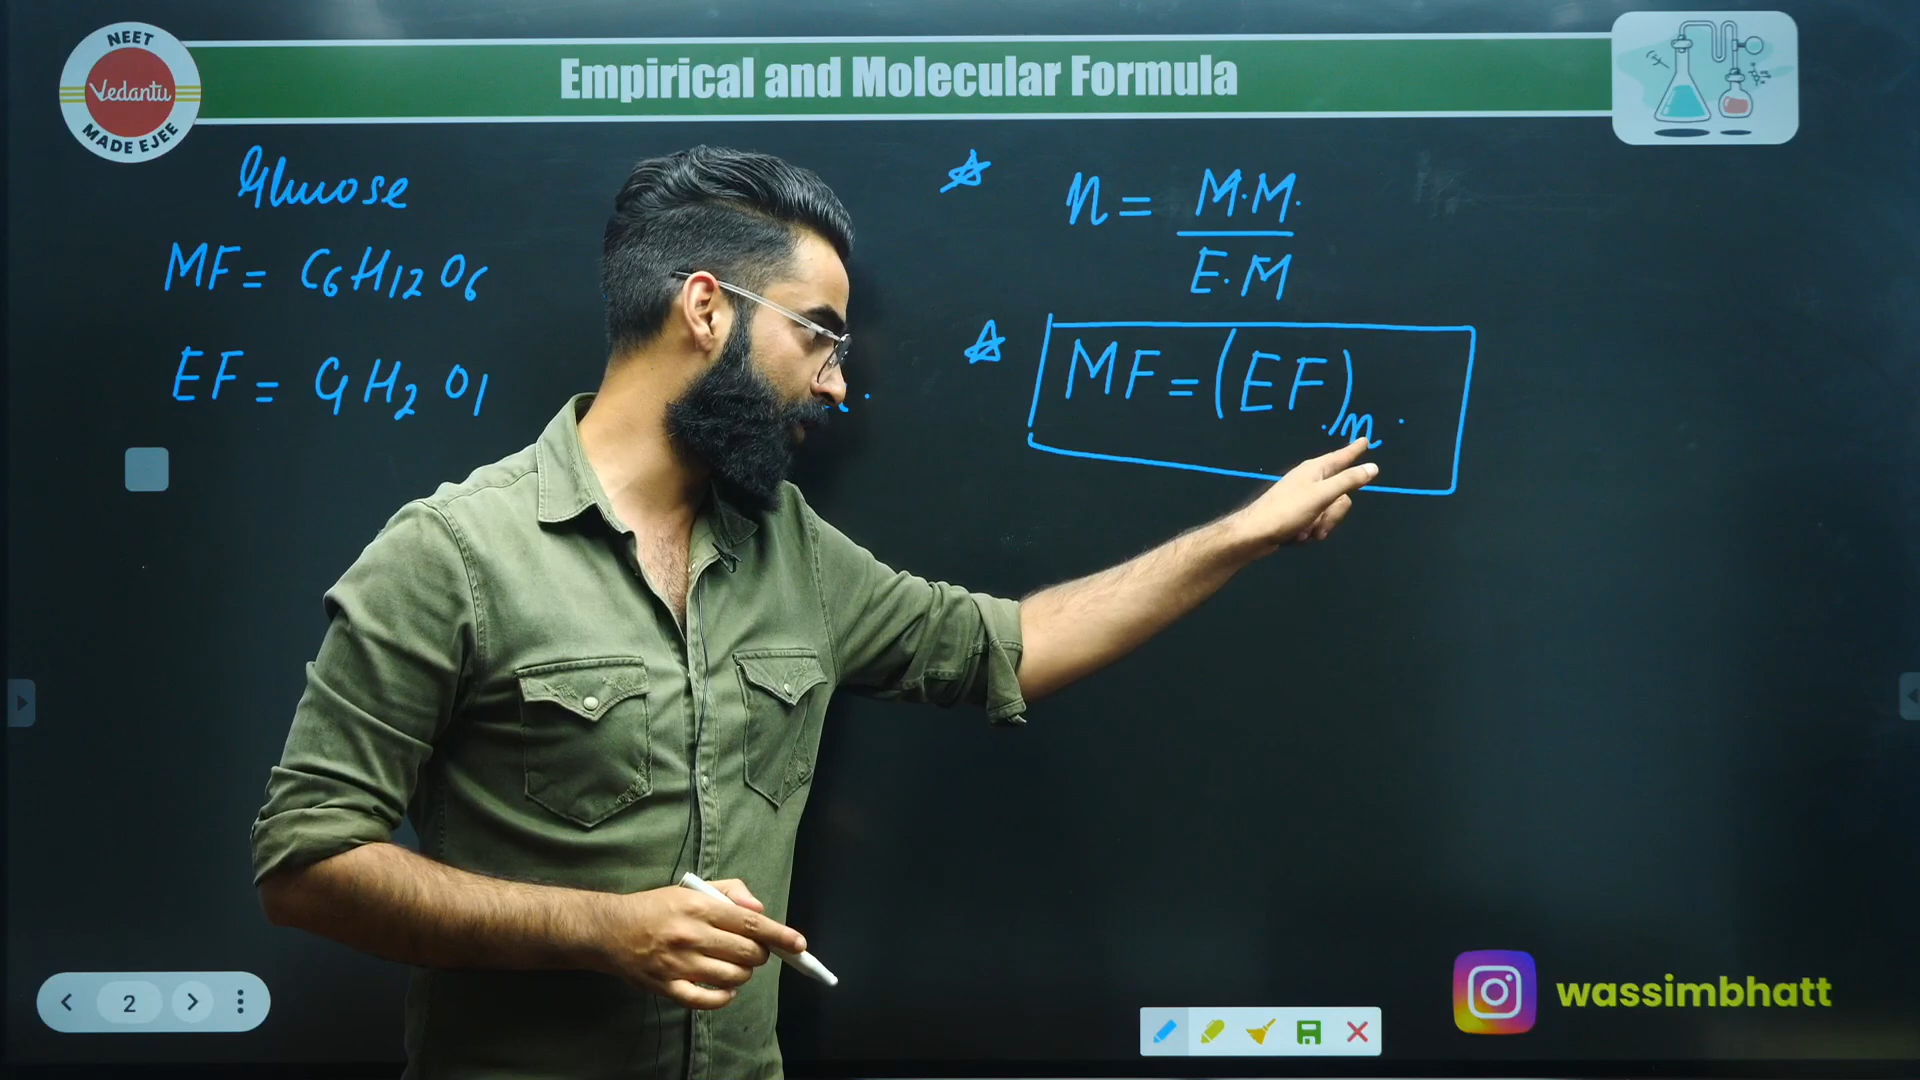 NEET
Vedantu
MADE EJEE
Empirical and Molecular Formula
Glucose
MF = C6H12O6
EF = C1H2O1
n = M.M. / E.M
MF = (EF)n.
2
wassimbhatt